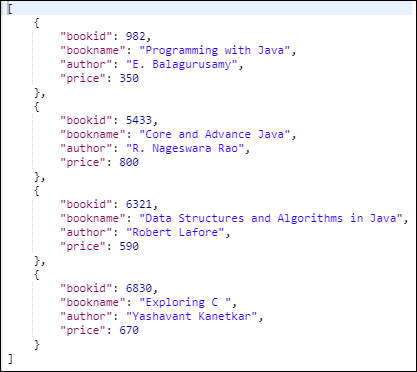 [
    {
        "bookid": 982,
        "bookname": "Programming with Java",
        "author": "E. Balagurusamy",
        "price": 350
    },
    {
        "bookid": 5433,
        "bookname": "Core and Advance Java",
        "author": "R. Nageswara Rao",
        "price": 800
    },
    {
        "bookid": 6321,
        "bookname": "Data Structures and Algorithms in Java",
        "author": "Robert Lafore",
        "price": 590
    },
    {
        "bookid": 6830,
        "bookname": "Exploring C ",
        "author": "Yashavant Kanetkar",
        "price": 670
    }
]